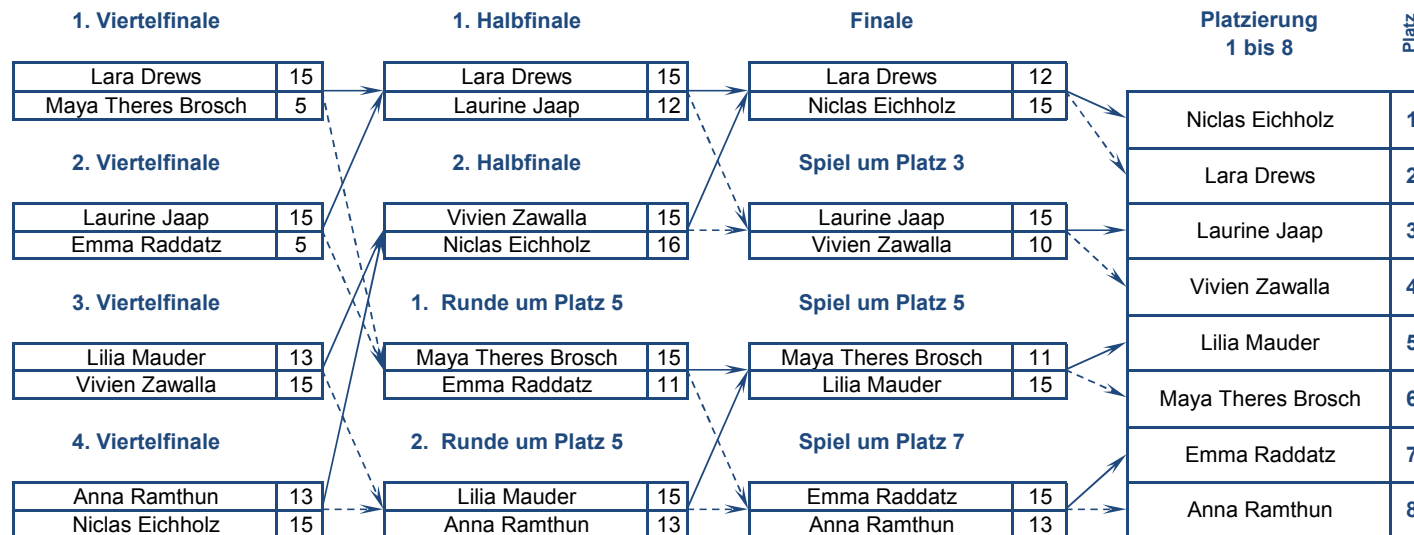 1. Viertelfinale
Lara Drews 15
Maya Theres Brosch 5
2. Viertelfinale
Laurine Jaap 15
Emma Raddatz 5
3. Viertelfinale
Lilia Mauder 13
Vivien Zawalla 15
4. Viertelfinale
Anna Ramthun 13
Niclas Eichholz 15
1. Halbfinale
Lara Drews 15
Laurine Jaap 12
2. Halbfinale
Vivien Zawalla 15
Niclas Eichholz 16
1. Runde um Platz 5
Maya Theres Brosch 15
Emma Raddatz 11
2. Runde um Platz 5
Lilia Mauder 15
Anna Ramthun 13
Finale
Lara Drews 12
Niclas Eichholz 15
Spiel um Platz 3
Laurine Jaap 15
Vivien Zawalla 10
Spiel um Platz 5
Maya Theres Brosch 11
Lilia Mauder 15
Spiel um Platz 7
Emma Raddatz 15
Anna Ramthun 13
Platzierung
1 bis 8
Platz
Niclas Eichholz 1
Lara Drews 2
Laurine Jaap 3
Vivien Zawalla 4
Lilia Mauder 5
Maya Theres Brosch 6
Emma Raddatz 7
Anna Ramthun 8